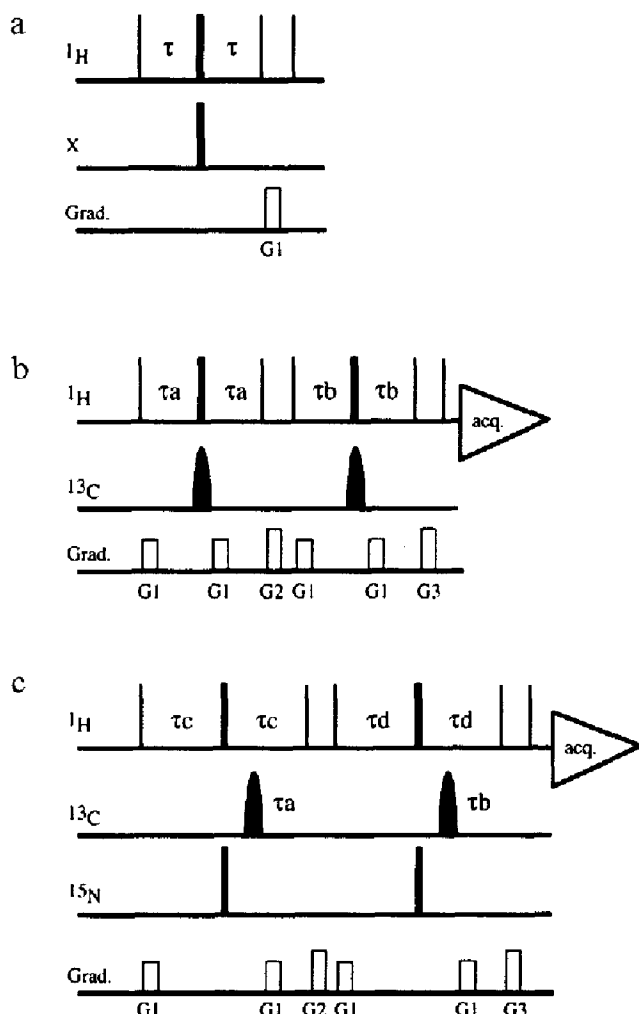 a
1H τ τ
X
Grad.
G1
b
1H τa τa τb τb acq.
13C
Grad.
G1 G1 G2 G1 G1 G3
c
1H τc τc τd τd acq.
13C τa τb
15N
Grad.
G1 G1 G2 G1 G1 G3